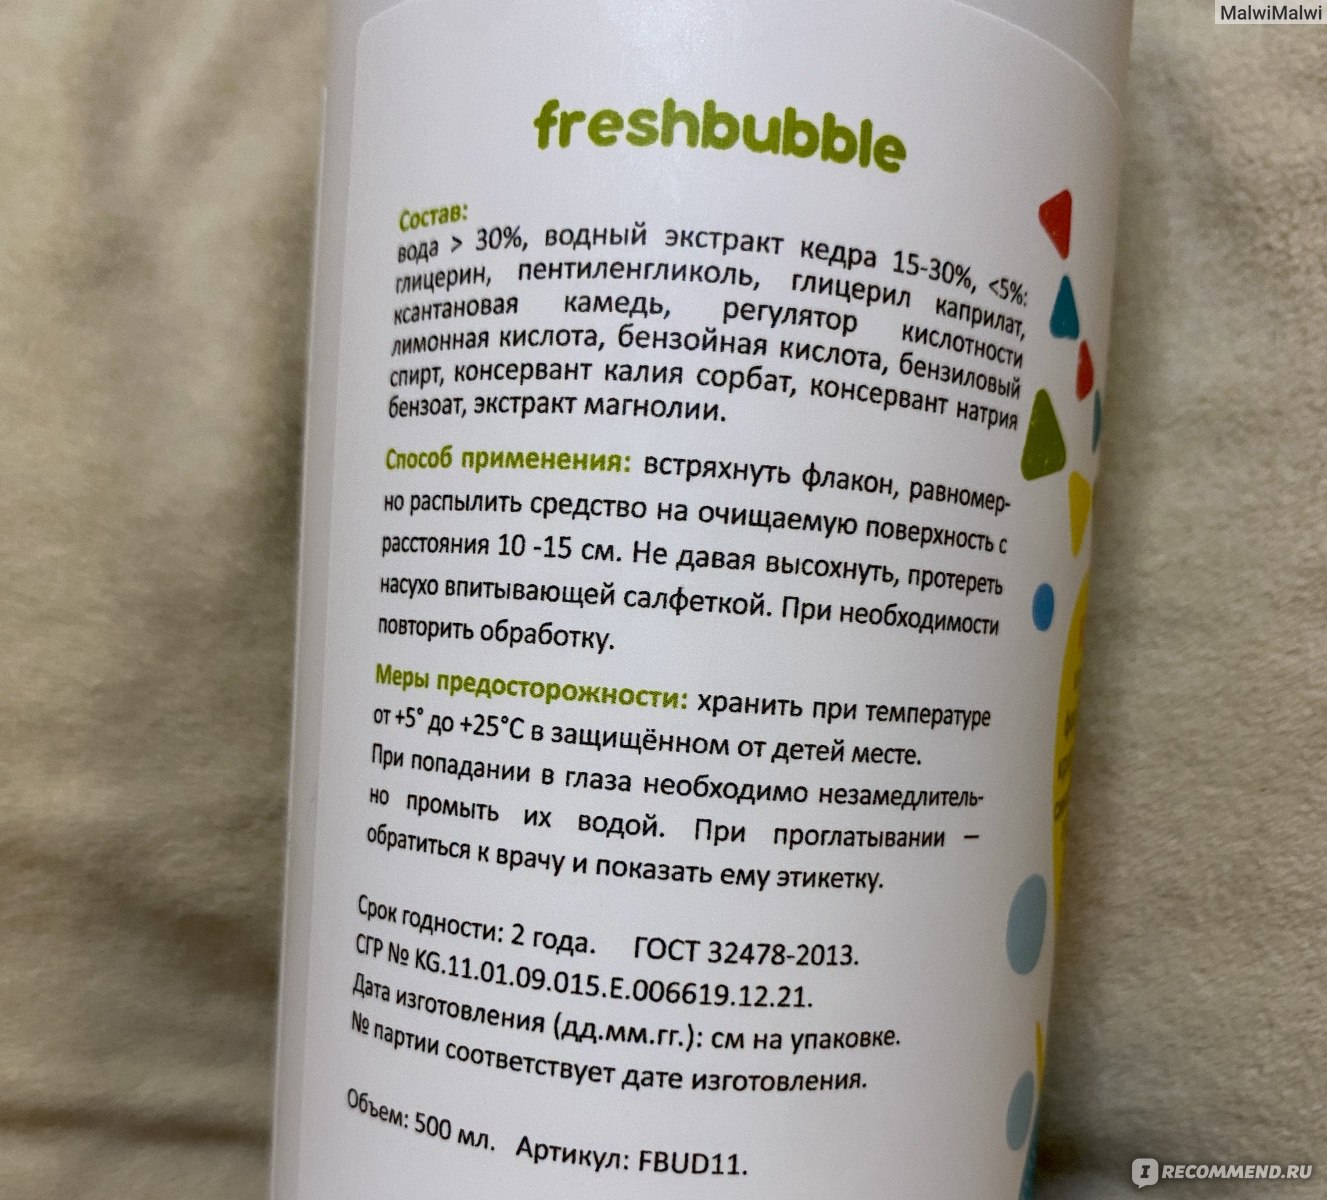 MalwiMalwi
freshbubble
Состав:
вода > 30%, водный экстракт кедра 15-30%, <5%:
глицерин, пентиленгликоль, глицерил каприлат,
ксантановая камедь, регулятор кислотности
лимонная кислота, бензойная кислота, бензиловый
спирт, консервант калия сорбат, консервант натрия
бензоат, экстракт магнолии.
Способ применения: встряхнуть флакон, равномер-
но распылить средство на очищаемую поверхность с
расстояния 10 -15 см. Не давая высохнуть, протереть
насухо впитывающей салфеткой. При необходимости
повторить обработку.
Меры предосторожности: хранить при температуре
от +5° до +25°C в защищённом от детей месте.
При попадании в глаза необходимо незамедлитель-
но промыть их водой. При проглатывании –
обратиться к врачу и показать ему этикетку.
Срок годности: 2 года. ГОСТ 32478-2013.
СГР № KG.11.01.09.015.E.006619.12.21.
Дата изготовления (дд.мм.гг.): см на упаковке.
№ партии соответствует дате изготовления.
Объем: 500 мл. Артикул: FBUD11.
IRECOMMEND.RU